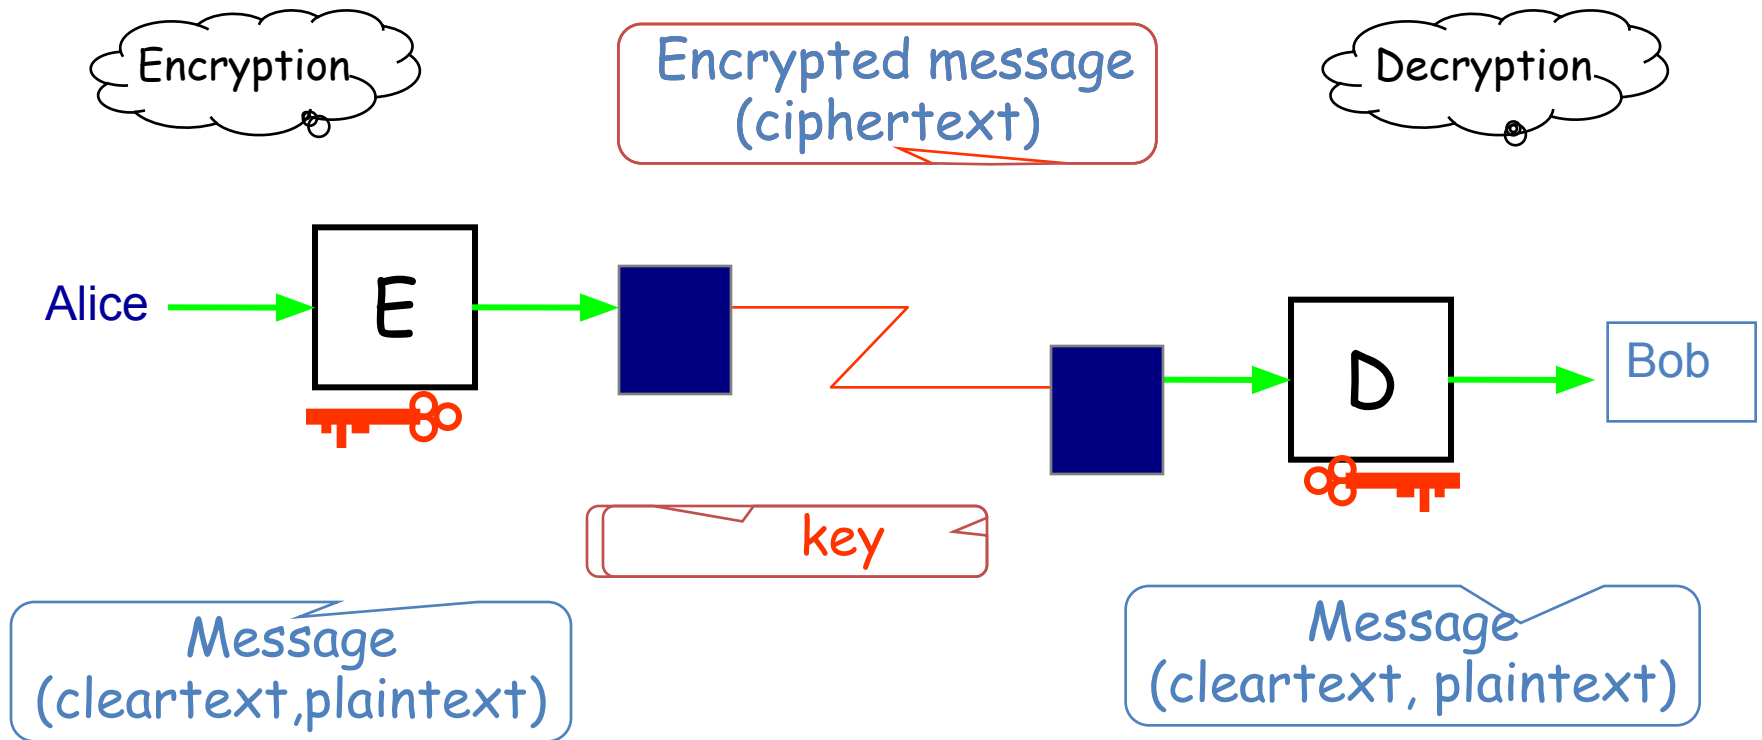 Encryption
Encrypted message
(ciphertext)
Decryption
Alice
E
D
Bob
key
Message
(cleartext,plaintext)
Message
(cleartext, plaintext)